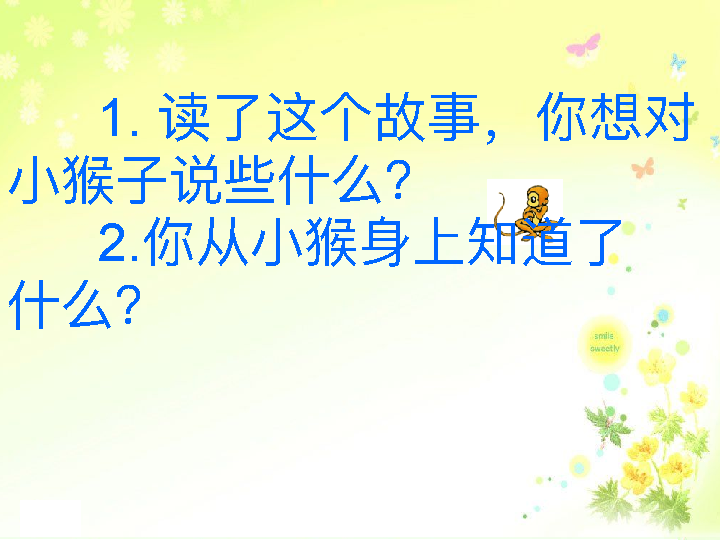 1. 读了这个故事，你想对
小猴子说些什么？
2.你从小猴身上知道了
什么？
smile
sweetly